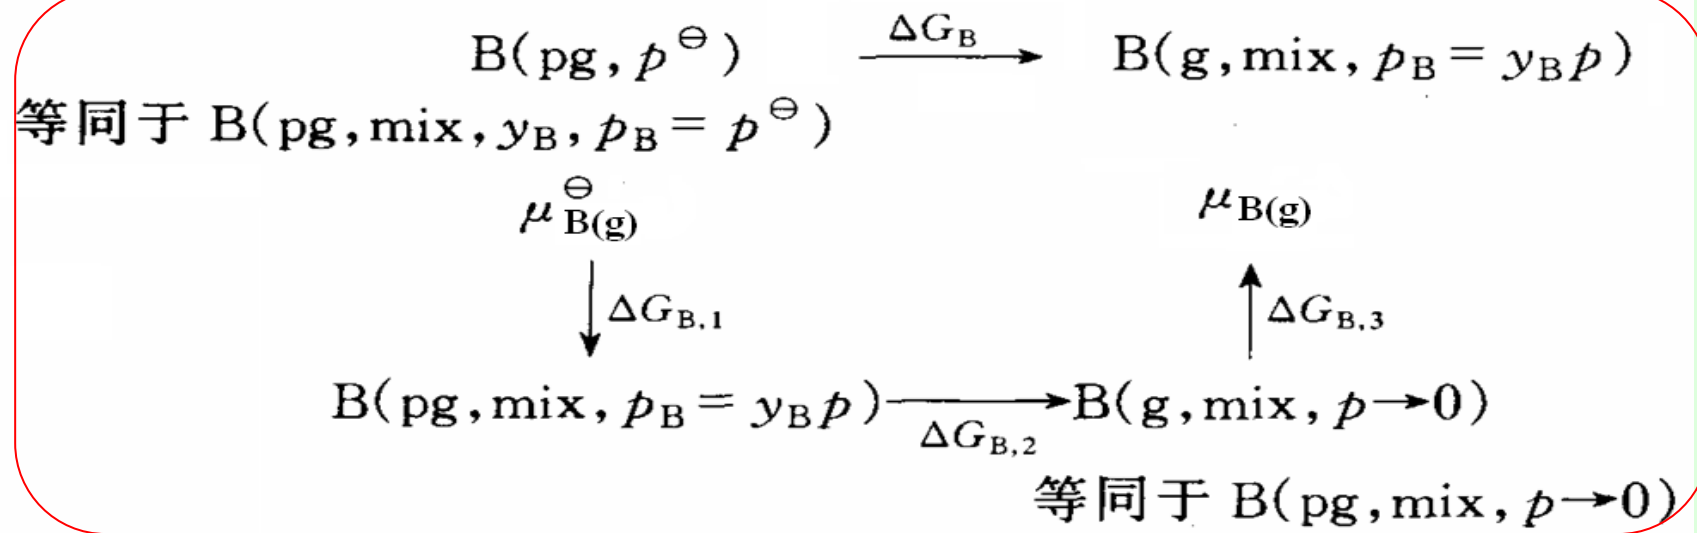 B(pg, p⊖) ΔG_B B(g,mix, p_B = y_B p)
等同于 B(pg,mix, y_B, p_B = p⊖)
μ⊖_B(g) μ_B(g)
ΔG_B,1 ΔG_B,3
B(pg,mix, p_B = y_B p) ΔG_B,2 B(g,mix, p→0)
等同于 B(pg,mix, p→0)